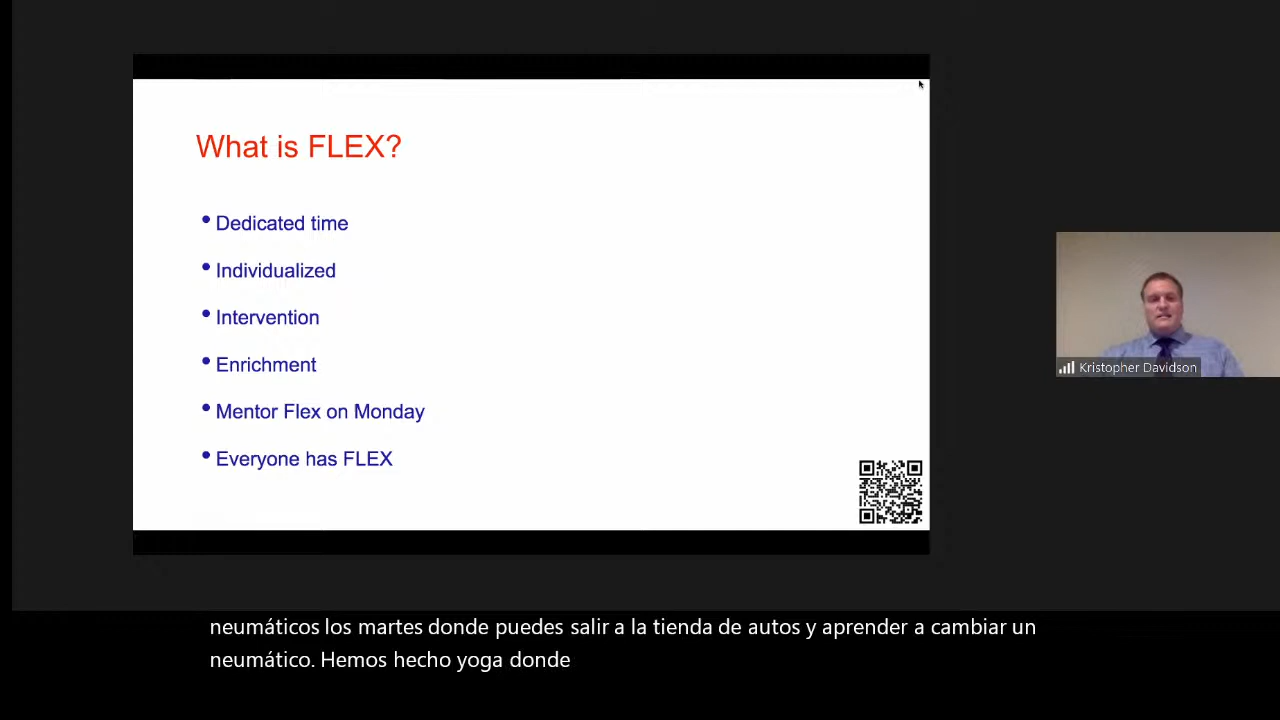 What is FLEX?
• Dedicated time
• Individualized
• Intervention
• Enrichment
• Mentor Flex on Monday
• Everyone has FLEX
Kristopher Davidson
neumáticos los martes donde puedes salir a la tienda de autos y aprender a cambiar un
neumático. Hemos hecho yoga donde